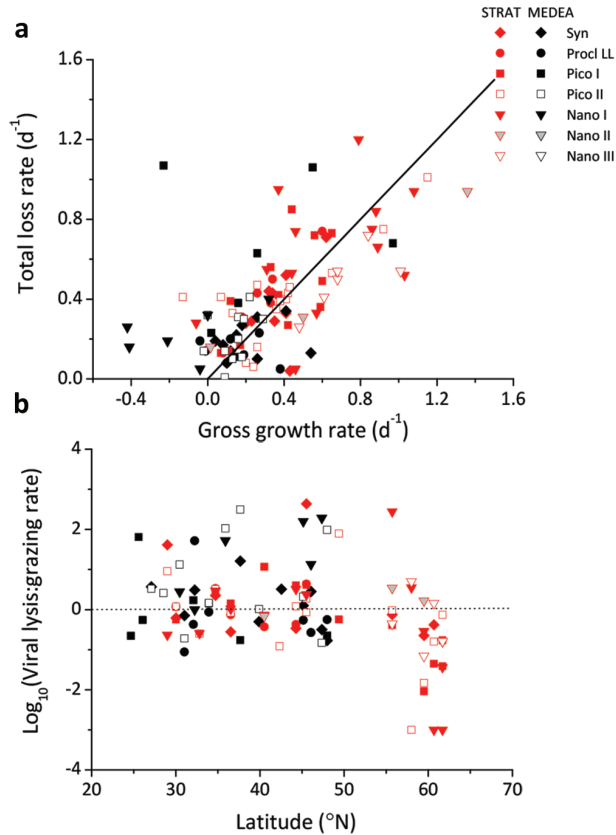 a
STRAT MEDEA
Syn
Procl LL
Pico I
Pico II
Nano I
Nano II
Nano III
1.6
1.2
0.8
0.4
0.0
Total loss rate (d⁻¹)
-0.4 0.0 0.4 0.8 1.2 1.6
Gross growth rate (d⁻¹)
b
4
2
0
-2
-4
Log₁₀(Viral lysis:grazing rate)
20 30 40 50 60 70
Latitude (°N)